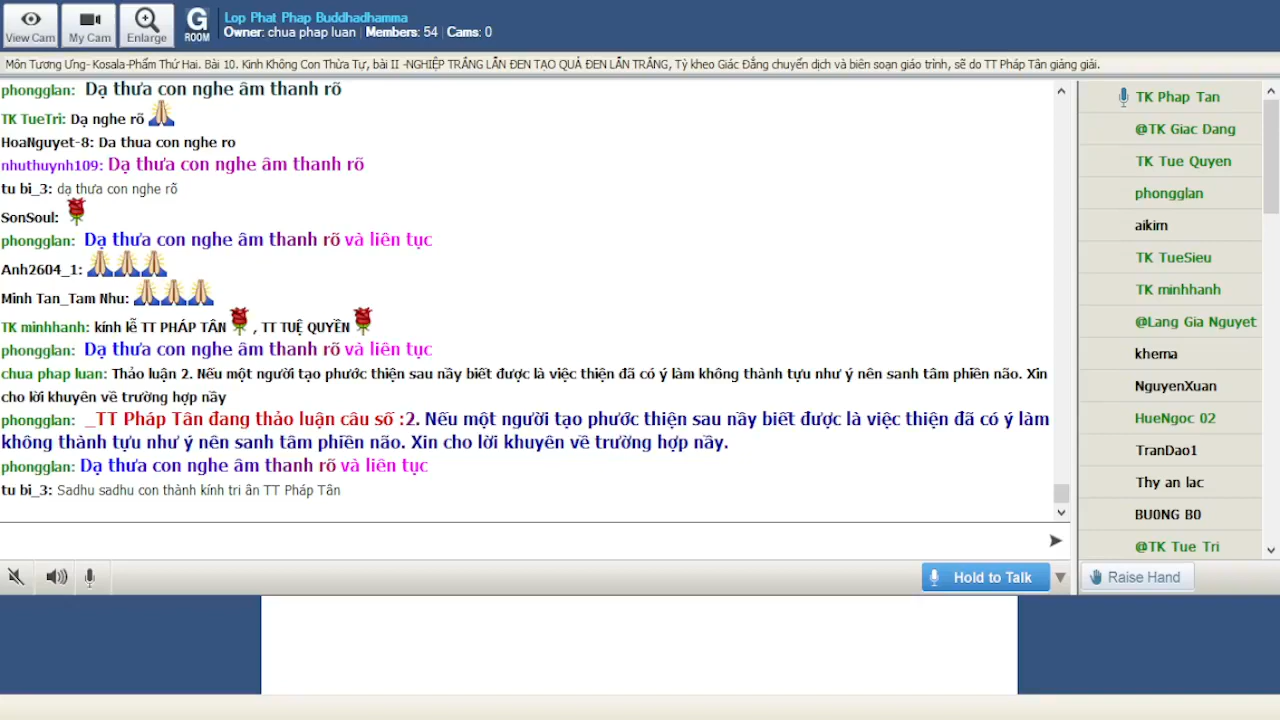 View Cam
My Cam
Enlarge
G
ROOM
Lop Phat Phap Buddhadhamma
Owner: chua phap luan | Members: 54 | Cams: 0
Môn Tương Ưng- Kosala-Phẩm Thứ Hai. Bài 10. Kinh Không Con Thừa Tự, bài II -NGHIỆP TRẮNG LẪN ĐEN TẠO QUẢ ĐEN LẪN TRẮNG, Tỳ kheo Giác Đẳng chuyển dịch và biên soạn giáo trình, sẽ do TT Pháp Tân giảng giải.
phongglan: Dạ thưa con nghe âm thanh rõ
TK TueTri: Dạ nghe rõ
HoaNguyet-8: Da thua con nghe ro
nhuthuynh109: Dạ thưa con nghe âm thanh rõ
tu bi_3: dạ thưa con nghe rõ
SonSoul:
phongglan: Dạ thưa con nghe âm thanh rõ và liên tục
Anh2604_1:
Minh Tan_Tam Nhu:
TK minhhanh: kính lễ TT PHÁP TÂN , TT TUỆ QUYỀN
phongglan: Dạ thưa con nghe âm thanh rõ và liên tục
chua phap luan: Thảo luận 2. Nếu một người tạo phước thiện sau nầy biết được là việc thiện đã có ý làm không thành tựu như ý nên sanh tâm phiền não. Xin
cho lời khuyên về trường hợp nầy
phongglan: _TT Pháp Tân đang thảo luận câu số :2. Nếu một người tạo phước thiện sau nầy biết được là việc thiện đã có ý làm
không thành tựu như ý nên sanh tâm phiền não. Xin cho lời khuyên về trường hợp nầy.
phongglan: Dạ thưa con nghe âm thanh rõ và liên tục
tu bi_3: Sadhu sadhu con thành kính tri ân TT Pháp Tân
Hold to Talk
TK Phap Tan
@TK Giac Dang
TK Tue Quyen
phongglan
aikim
TK TueSieu
TK minhhanh
@Lang Gia Nguyet
khema
NguyenXuan
HueNgoc 02
TranDao1
Thy an lac
BU0NG B0
@TK Tue Tri
Raise Hand